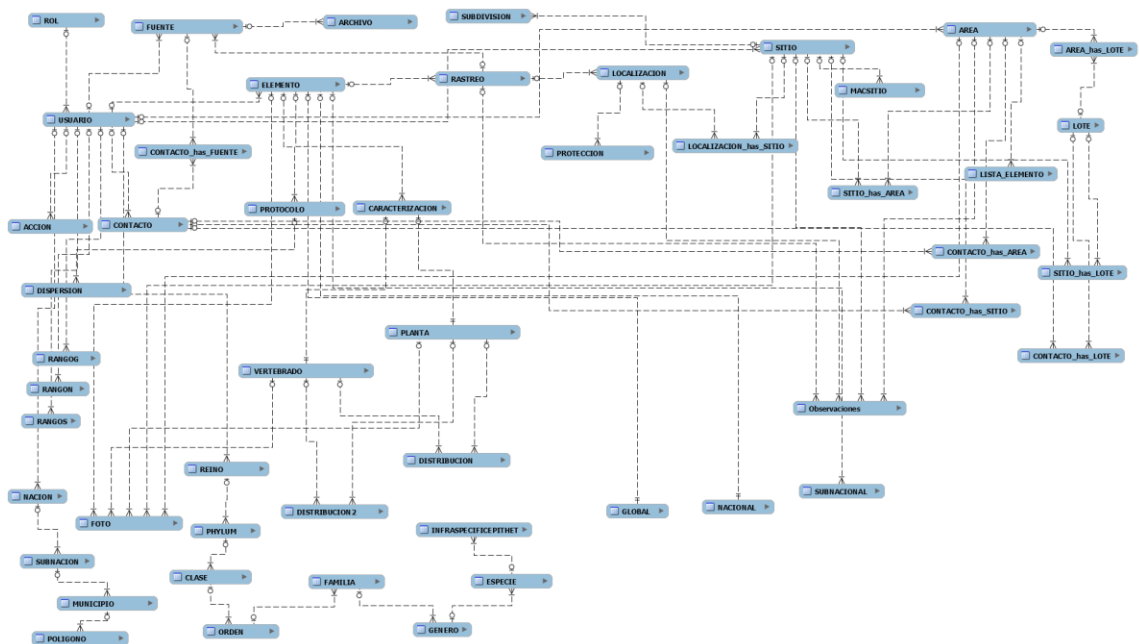 ROL
FUENTE
ARCHIVO
SUBDIVISION
SITIO
AREA
AREA_has_LOTE
ELEMENTO
RASTREO
LOCALIZACION
MACSITIO
USUARIO
LOTE
CONTACTO_has_FUENTE
PROTECCION
LOCALIZACION_has_SITIO
LISTA_ELEMENTO
SITIO_has_AREA
PROTOCOLO
CARACTERIZACION
ACCION
CONTACTO
CONTACTO_has_AREA
SITIO_has_LOTE
DISPERSION
CONTACTO_has_SITIO
PLANTA
RANGOG
CONTACTO_has_LOTE
VERTEBRADO
RANGON
Observaciones
RANGOS
DISTRIBUCION
REINO
SUBNACIONAL
NACION
DISTRIBUCION2
GLOBAL
NACIONAL
FOTO
PHYLUM
INFRASPECIFICEPITHET
SUBNACION
CLASE
FAMILIA
ESPECIE
MUNICIPIO
ORDEN
GENERO
POLIGONO